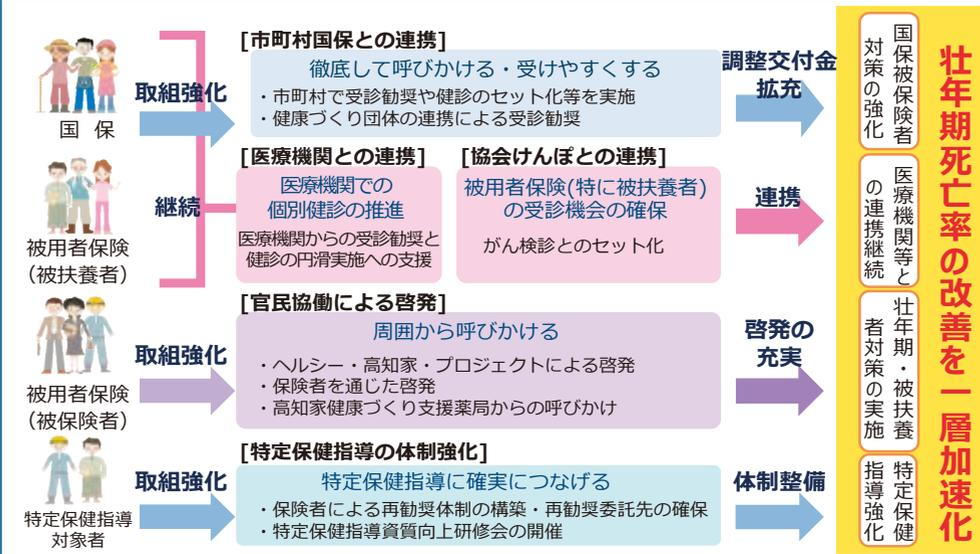 [市町村国保との連携]
国 保
取組強化
徹底して呼びかける・受けやすくする
・市町村で受診勧奨や健診のセット化等を実施
・健康づくり団体の連携による受診勧奨
調整交付金
拡充
被用者保険
(被扶養者)
継続
[医療機関との連携]
医療機関での
個別健診の推進
医療機関からの受診勧奨と
健診の円滑実施への支援
[協会けんぽとの連携]
被用者保険(特に被扶養者)
の受診機会の確保
がん検診とのセット化
連携
被用者保険
(被保険者)
取組強化
[官民協働による啓発]
周囲から呼びかける
・ヘルシー・高知家・プロジェクトによる啓発
・保険者を通じた啓発
・高知家健康づくり支援薬局からの呼びかけ
啓発の
充実
特定保健指導
対象者
取組強化
[特定保健指導の体制強化]
特定保健指導に確実につなげる
・保険者による再勧奨体制の構築・再勧奨委託先の確保
・特定保健指導資質向上研修会の開催
体制整備
国保被保険者
対策の強化
医療機関等と
の連携継続
壮年期・被扶養
者対策の実施
特定保健
指導強化
壮年期死亡率の改善を一層加速化